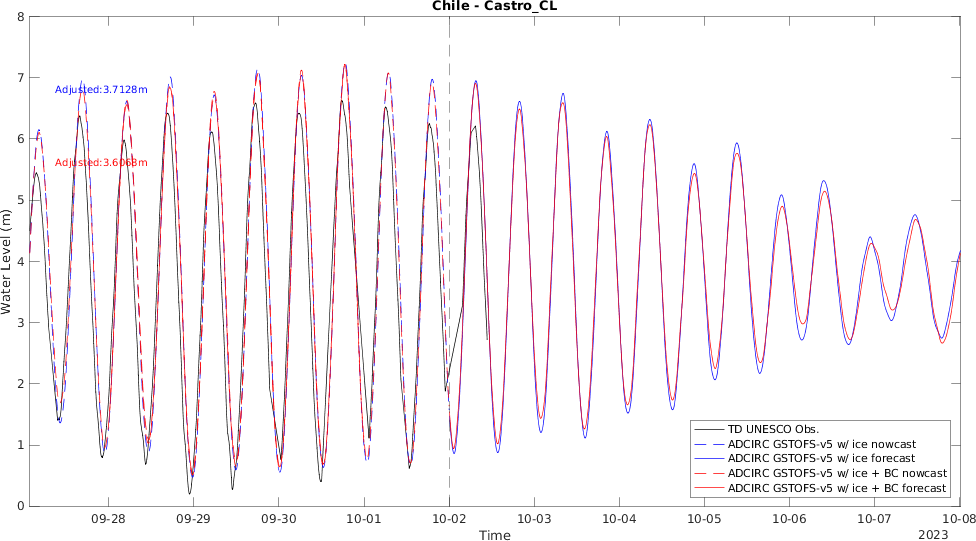 Chile - Castro_CL
8
7
6
5
4
3
2
1
0
Water Level (m)
Adjusted:3.7128m
Adjusted:3.6063m
TD UNESCO Obs.
ADCIRC GSTOFS-v5 w/ ice nowcast
ADCIRC GSTOFS-v5 w/ ice forecast
ADCIRC GSTOFS-v5 w/ ice + BC nowcast
ADCIRC GSTOFS-v5 w/ ice + BC forecast
09-28 09-29 09-30 10-01 10-02 10-03 10-04 10-05 10-06 10-07 10-08
Time
2023